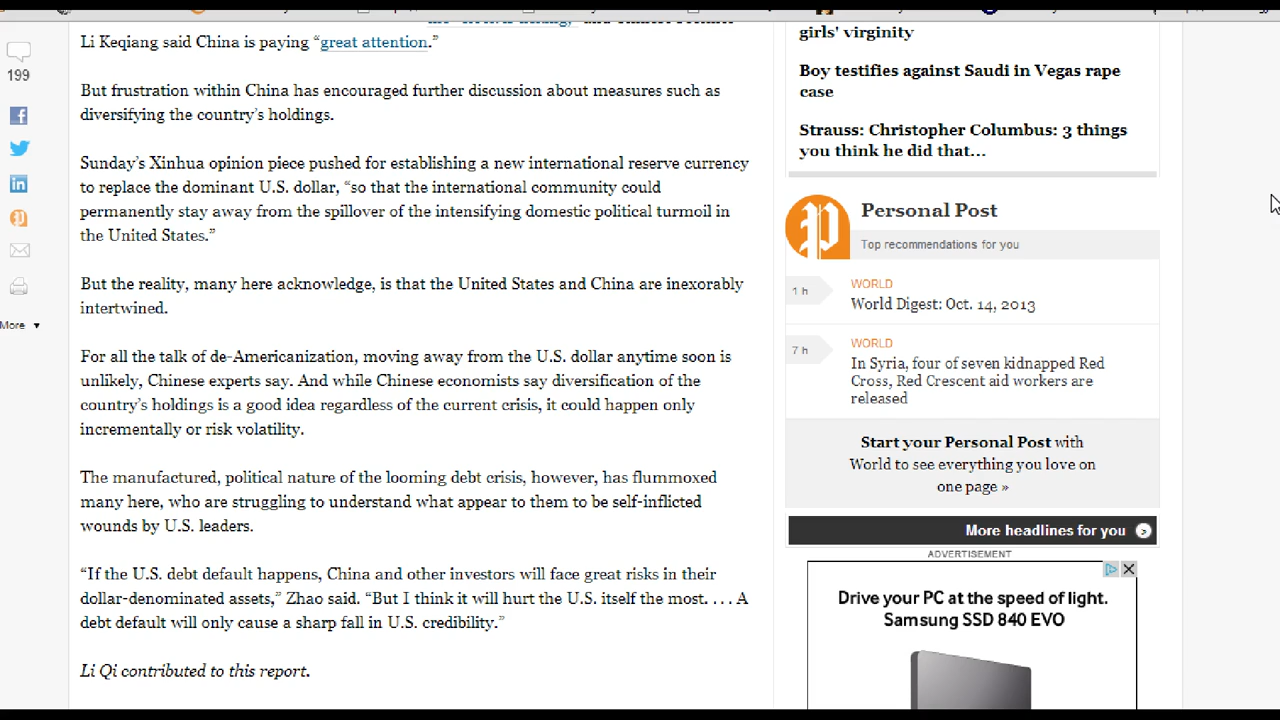 Li Keqiang said China is paying “great attention.”
But frustration within China has encouraged further discussion about measures such as
diversifying the country’s holdings.
Sunday’s Xinhua opinion piece pushed for establishing a new international reserve currency
to replace the dominant U.S. dollar, “so that the international community could
permanently stay away from the spillover of the intensifying domestic political turmoil in
the United States.”
But the reality, many here acknowledge, is that the United States and China are inexorably
intertwined.
For all the talk of de-Americanization, moving away from the U.S. dollar anytime soon is
unlikely, Chinese experts say. And while Chinese economists say diversification of the
country’s holdings is a good idea regardless of the current crisis, it could happen only
incrementally or risk volatility.
The manufactured, political nature of the looming debt crisis, however, has flummoxed
many here, who are struggling to understand what appear to them to be self-inflicted
wounds by U.S. leaders.
“If the U.S. debt default happens, China and other investors will face great risks in their
dollar-denominated assets,” Zhao said. “But I think it will hurt the U.S. itself the most. . . . A
debt default will only cause a sharp fall in U.S. credibility.”
Li Qi contributed to this report.
199
More ▼
girls' virginity
Boy testifies against Saudi in Vegas rape
case
Strauss: Christopher Columbus: 3 things
you think he did that...
Personal Post
Top recommendations for you
1 h
WORLD
World Digest: Oct. 14, 2013
7 h
WORLD
In Syria, four of seven kidnapped Red
Cross, Red Crescent aid workers are
released
Start your Personal Post with
World to see everything you love on
one page »
More headlines for you
ADVERTISEMENT
Drive your PC at the speed of light.
Samsung SSD 840 EVO